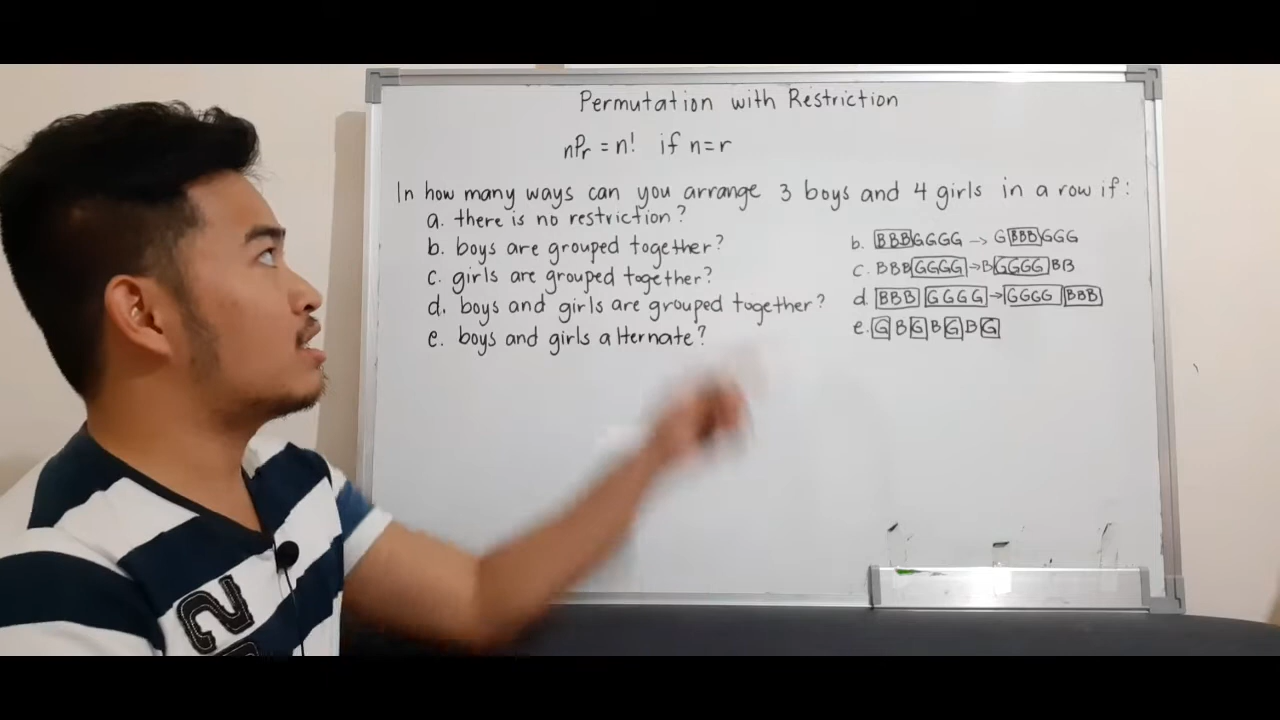 Permutation with Restriction
nPr = n! if n=r
In how many ways can you arrange 3 boys and 4 girls in a row if:
a. there is no restriction?
b. boys are grouped together?
c. girls are grouped together?
d. boys and girls are grouped together?
e. boys and girls alternate?
b. BBBGGGG → GBBBGGG
c. BBBGGGG → BGGGGBB
d. BBB GGGG → GGGG BBB
e. GBGBGBG
2